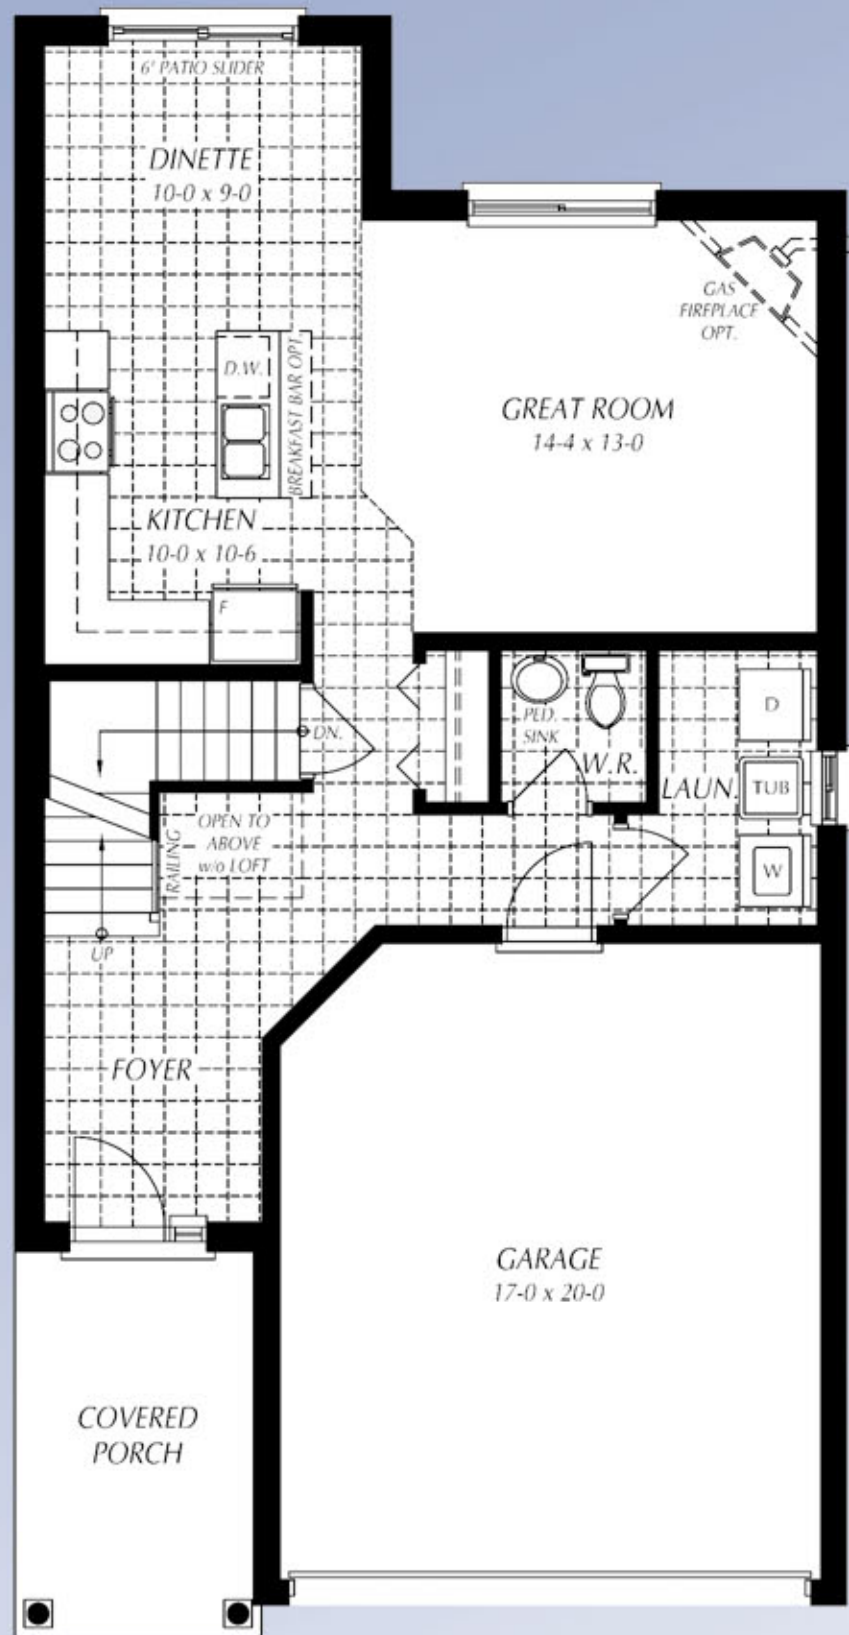 6' PATIO SLIDER
DINETTE
10-0 x 9-0
GAS
FIREPLACE
OPT.
D.W.
BREAKFAST BAR OPT.
GREAT ROOM
14-4 x 13-0
KITCHEN
10-0 x 10-6
F
DN.
PED.
SINK
W.R.
D
LAUN.
TUB
W
OPEN TO
ABOVE
w/o LOFT
RAILING
UP
FOYER
GARAGE
17-0 x 20-0
COVERED
PORCH